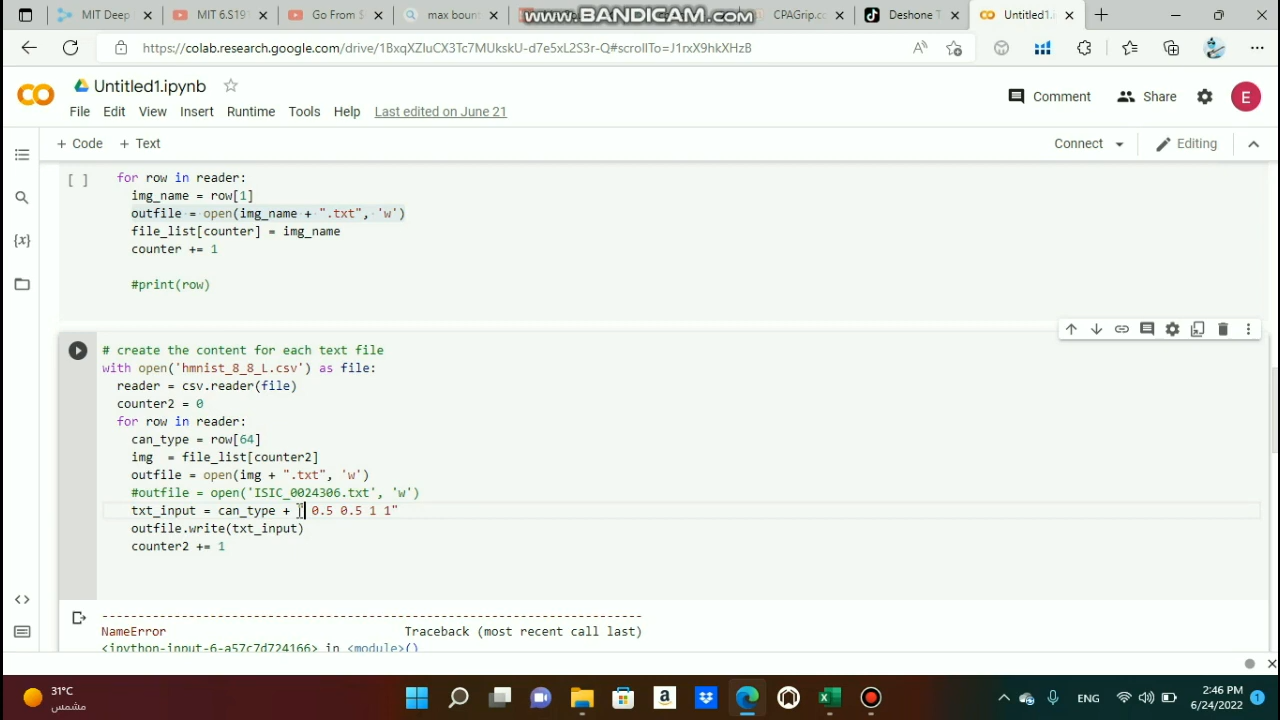 MIT Deep
MIT 6.S19
Go From S
max boun
www.BANDICAM.com
CPAGrip.co
Deshone T
Untitled1.ip
https://colab.research.google.com/drive/1BxqXZIuCX3Tc7MUkskU-d7e5xL2S3r-Q#scrollTo=J1rxX9hkXHzB
Untitled1.ipynb
Comment
Share
E
File Edit View Insert Runtime Tools Help Last edited on June 21
+ Code + Text
Connect
Editing
[ ]
for row in reader:
img_name = row[1]
outfile = open(img_name + ".txt", 'w')
file_list[counter] = img_name
counter += 1
#print(row)
# create the content for each text file
with open('hmnist_8_8_L.csv') as file:
reader = csv.reader(file)
counter2 = 0
for row in reader:
can_type = row[64]
img = file_list[counter2]
outfile = open(img + ".txt", 'w')
#outfile = open('ISIC_0024306.txt', 'w')
txt_input = can_type + " 0.5 0.5 1 1"
outfile.write(txt_input)
counter2 += 1
---------------------------------------------------------------------------
NameError Traceback (most recent call last)
<ipython-input-6-a57c7d724166> in <module>()
31°C
مشمس
ENG
2:46 PM
6/24/2022
1